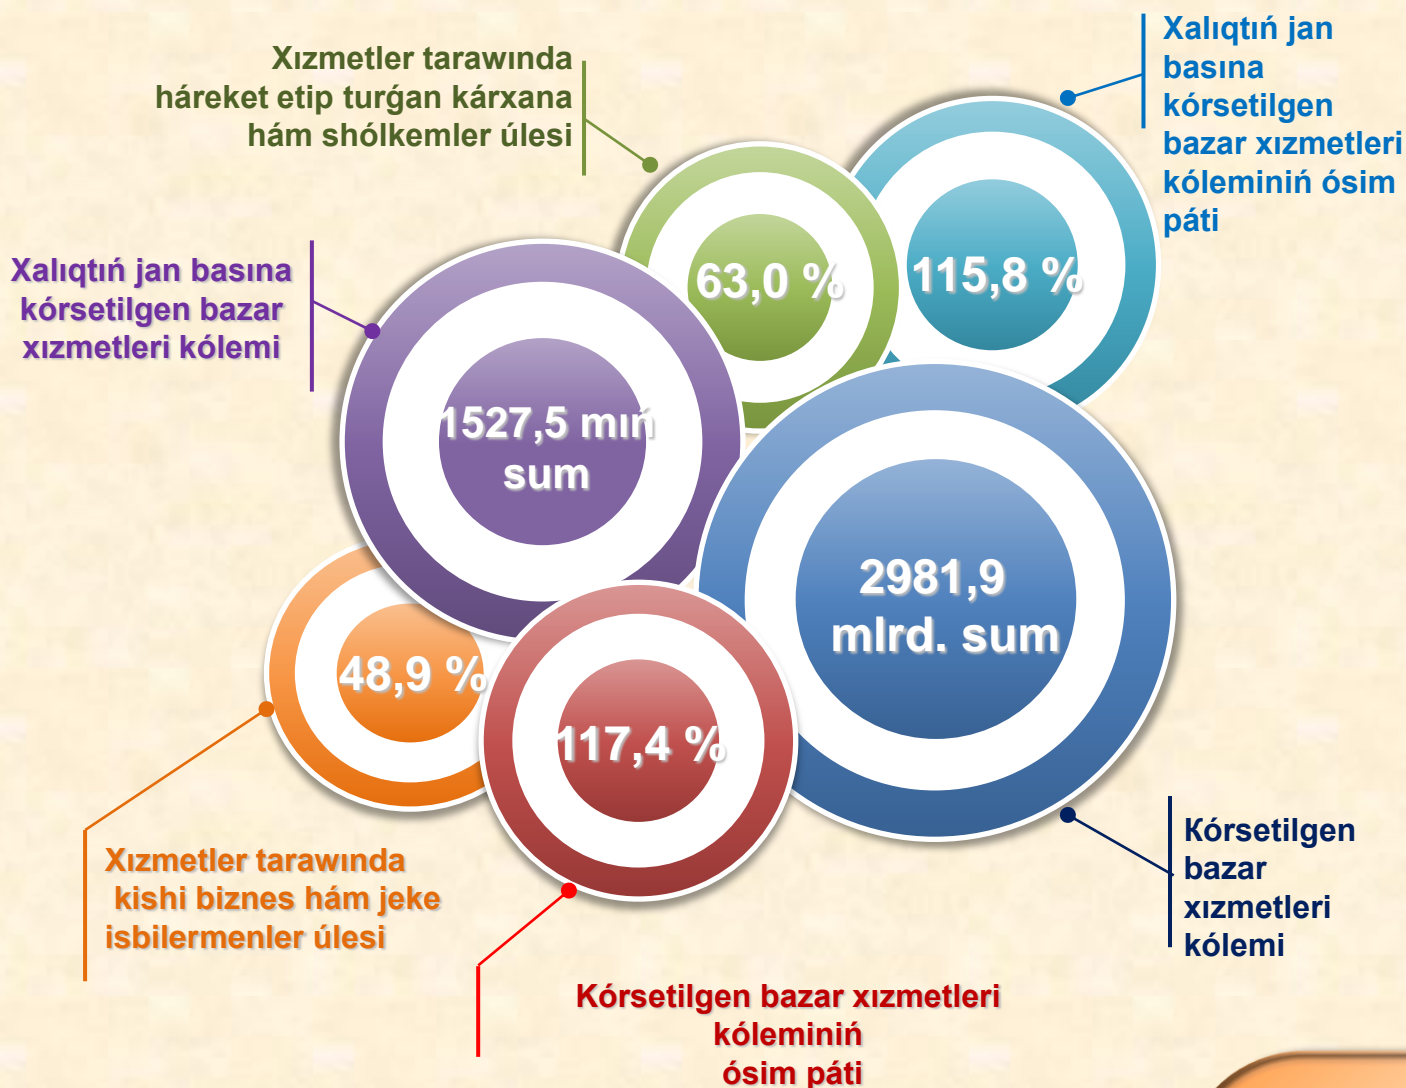 Xızmetler tarawında
háreket etip turǵan kárxana
hám shólkemler úlesi
Xalıqtıń jan
basına
kórsetilgen
bazar xızmetleri
kóleminiń ósim
páti
Xalıqtıń jan basına
kórsetilgen bazar
xızmetleri kólemi
63,0 %
115,8 %
1527,5 mıń
sum
2981,9
mlrd. sum
48,9 %
117,4 %
Xızmetler tarawında
kishi biznes hám jeke
isbilermenler úlesi
Kórsetilgen
bazar
xızmetleri
kólemi
Kórsetilgen bazar xızmetleri
kóleminiń
ósim páti